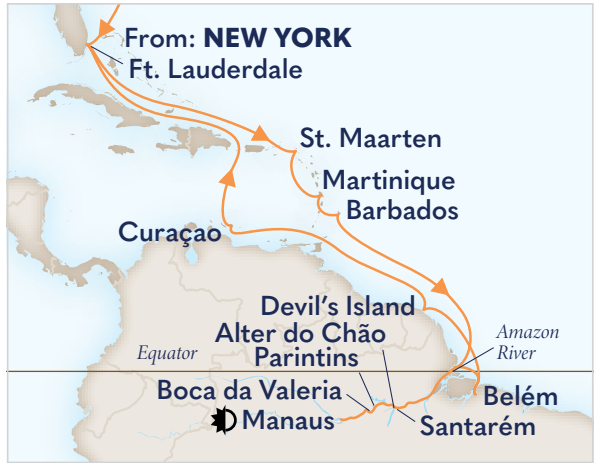 From: NEW YORK
Ft. Lauderdale
St. Maarten
Martinique
Barbados
Curaçao
Devil's Island
Alter do Chão
Amazon
River
Equator
Parintins
Boca da Valeria
Belém
Manaus
Santarém